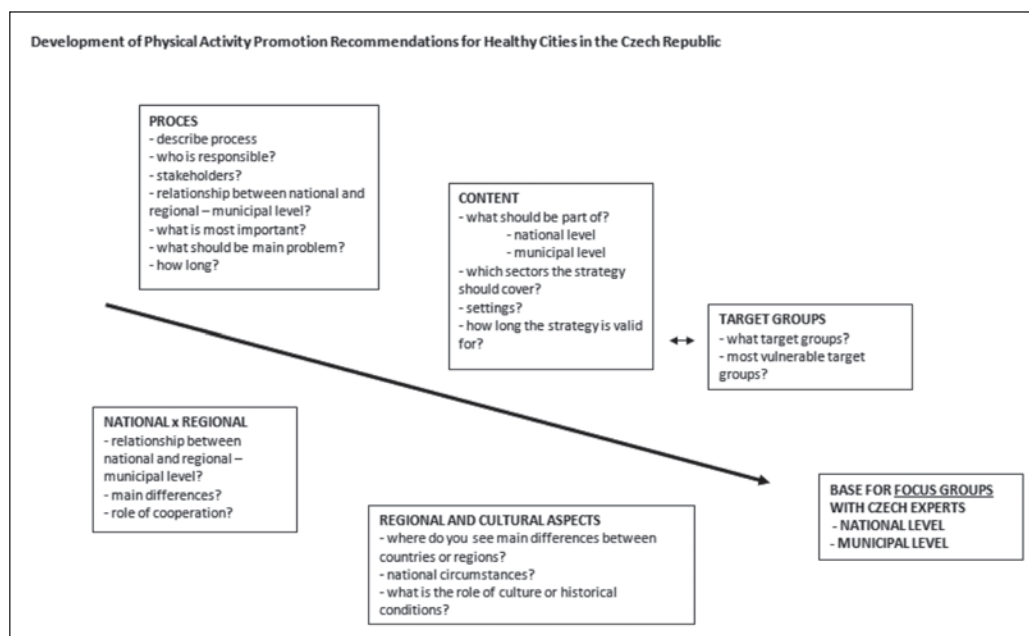 Development of Physical Activity Promotion Recommendations for Healthy Cities in the Czech Republic
PROCES
- describe process
- who is responsible?
- stakeholders?
- relationship between national and
regional – municipal level?
- what is most important?
- what should be main problem?
- how long?
CONTENT
- what should be part of?
- national level
- municipal level
- which sectors the strategy
should cover?
- settings?
- how long the strategy is valid
for?
TARGET GROUPS
- what target groups?
- most vulnerable target
groups?
NATIONAL x REGIONAL
- relationship between
national and regional –
municipal level?
- main differences?
- role of cooperation?
REGIONAL AND CULTURAL ASPECTS
- where do you see main differences between
countries or regions?
- national circumstances?
- what is the role of culture or historical
conditions?
BASE FOR FOCUS GROUPS
WITH CZECH EXPERTS
- NATIONAL LEVEL
- MUNICIPAL LEVEL